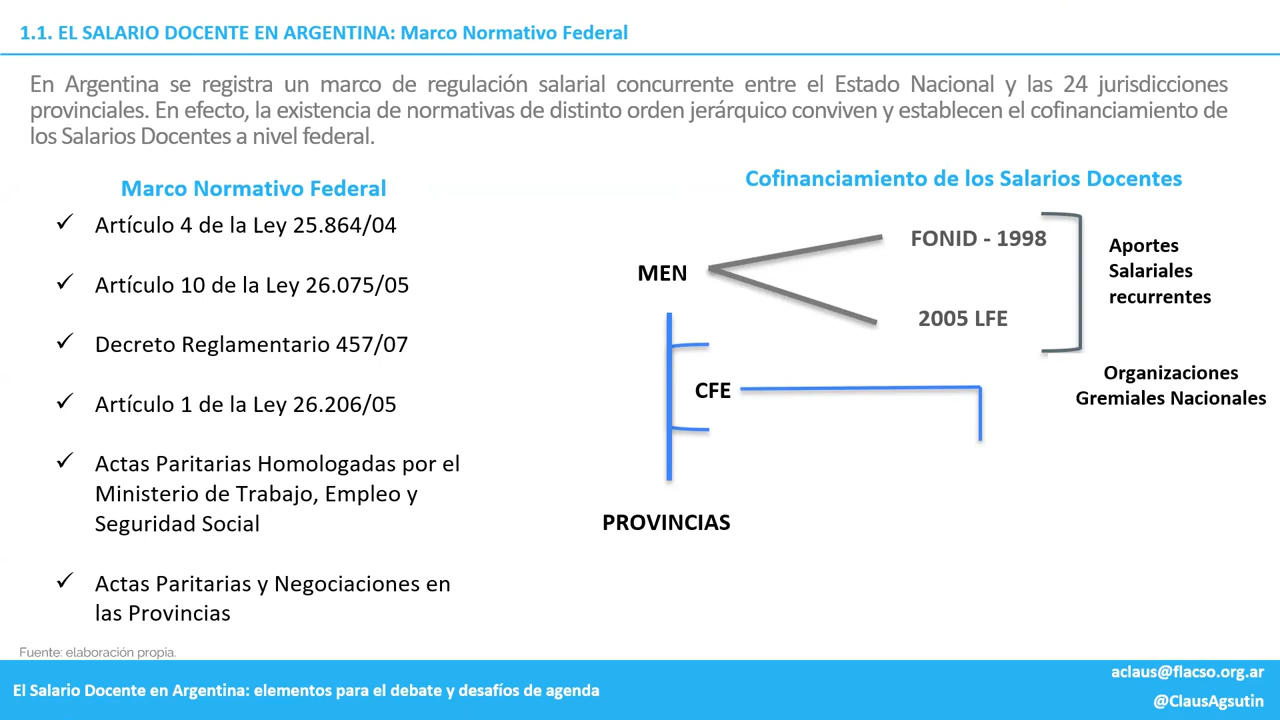 1.1. EL SALARIO DOCENTE EN ARGENTINA: Marco Normativo Federal
En Argentina se registra un marco de regulación salarial concurrente entre el Estado Nacional y las 24 jurisdicciones
provinciales. En efecto, la existencia de normativas de distinto orden jerárquico conviven y establecen el cofinanciamiento de
los Salarios Docentes a nivel federal.
Marco Normativo Federal
✓ Artículo 4 de la Ley 25.864/04
✓ Artículo 10 de la Ley 26.075/05
✓ Decreto Reglamentario 457/07
✓ Artículo 1 de la Ley 26.206/05
✓ Actas Paritarias Homologadas por el
Ministerio de Trabajo, Empleo y
Seguridad Social
✓ Actas Paritarias y Negociaciones en
las Provincias
Cofinanciamiento de los Salarios Docentes
MEN
FONID - 1998
2005 LFE
Aportes
Salariales
recurrentes
CFE
Organizaciones
Gremiales Nacionales
PROVINCIAS
Fuente: elaboración propia.
El Salario Docente en Argentina: elementos para el debate y desafíos de agenda
aclaus@flacso.org.ar
@ClausAgsutin